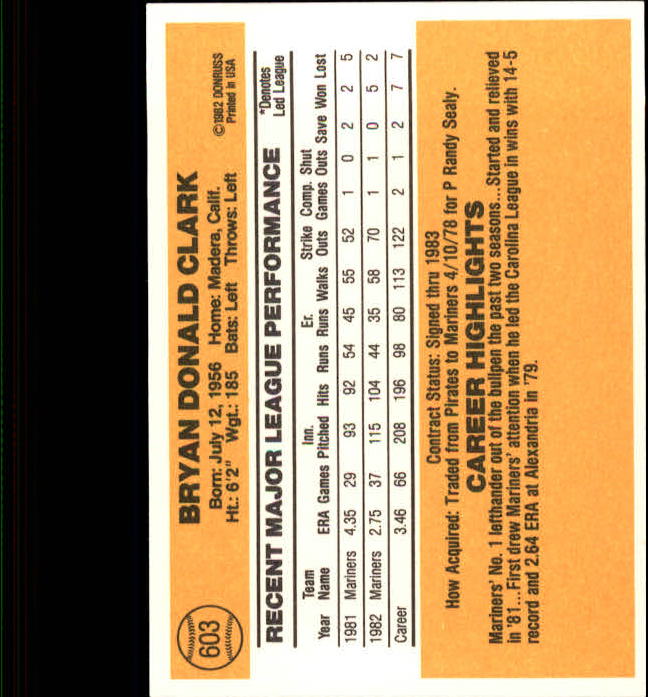 603
BRYAN DONALD CLARK
Born: July 12, 1956 Home: Madera, Calif.
Ht.: 6'2" Wgt.: 185 Bats: Left Throws: Left
©1982 DONRUSS
Printed in USA
RECENT MAJOR LEAGUE PERFORMANCE
*Denotes
Led League
Team Inn. Er. Strike Comp. Shut
Year Name ERA Games Pitched Hits Runs Runs Walks Outs Games Outs Save Won Lost
1981 Mariners 4.35 29 93 92 54 45 55 52 1 0 2 2 5
1982 Mariners 2.75 37 115 104 44 35 58 70 1 1 0 5 2
Career 3.46 66 208 196 98 80 113 122 2 1 2 7 7
Contract Status: Signed thru 1983
How Acquired: Traded from Pirates to Mariners 4/10/78 for P Randy Sealy.
CAREER HIGHLIGHTS
Mariners' No. 1 lefthander out of the bullpen the past two seasons...Started and relieved
in '81...First drew Mariners' attention when he led the Carolina League in wins with 14-5
record and 2.64 ERA at Alexandria in '79.